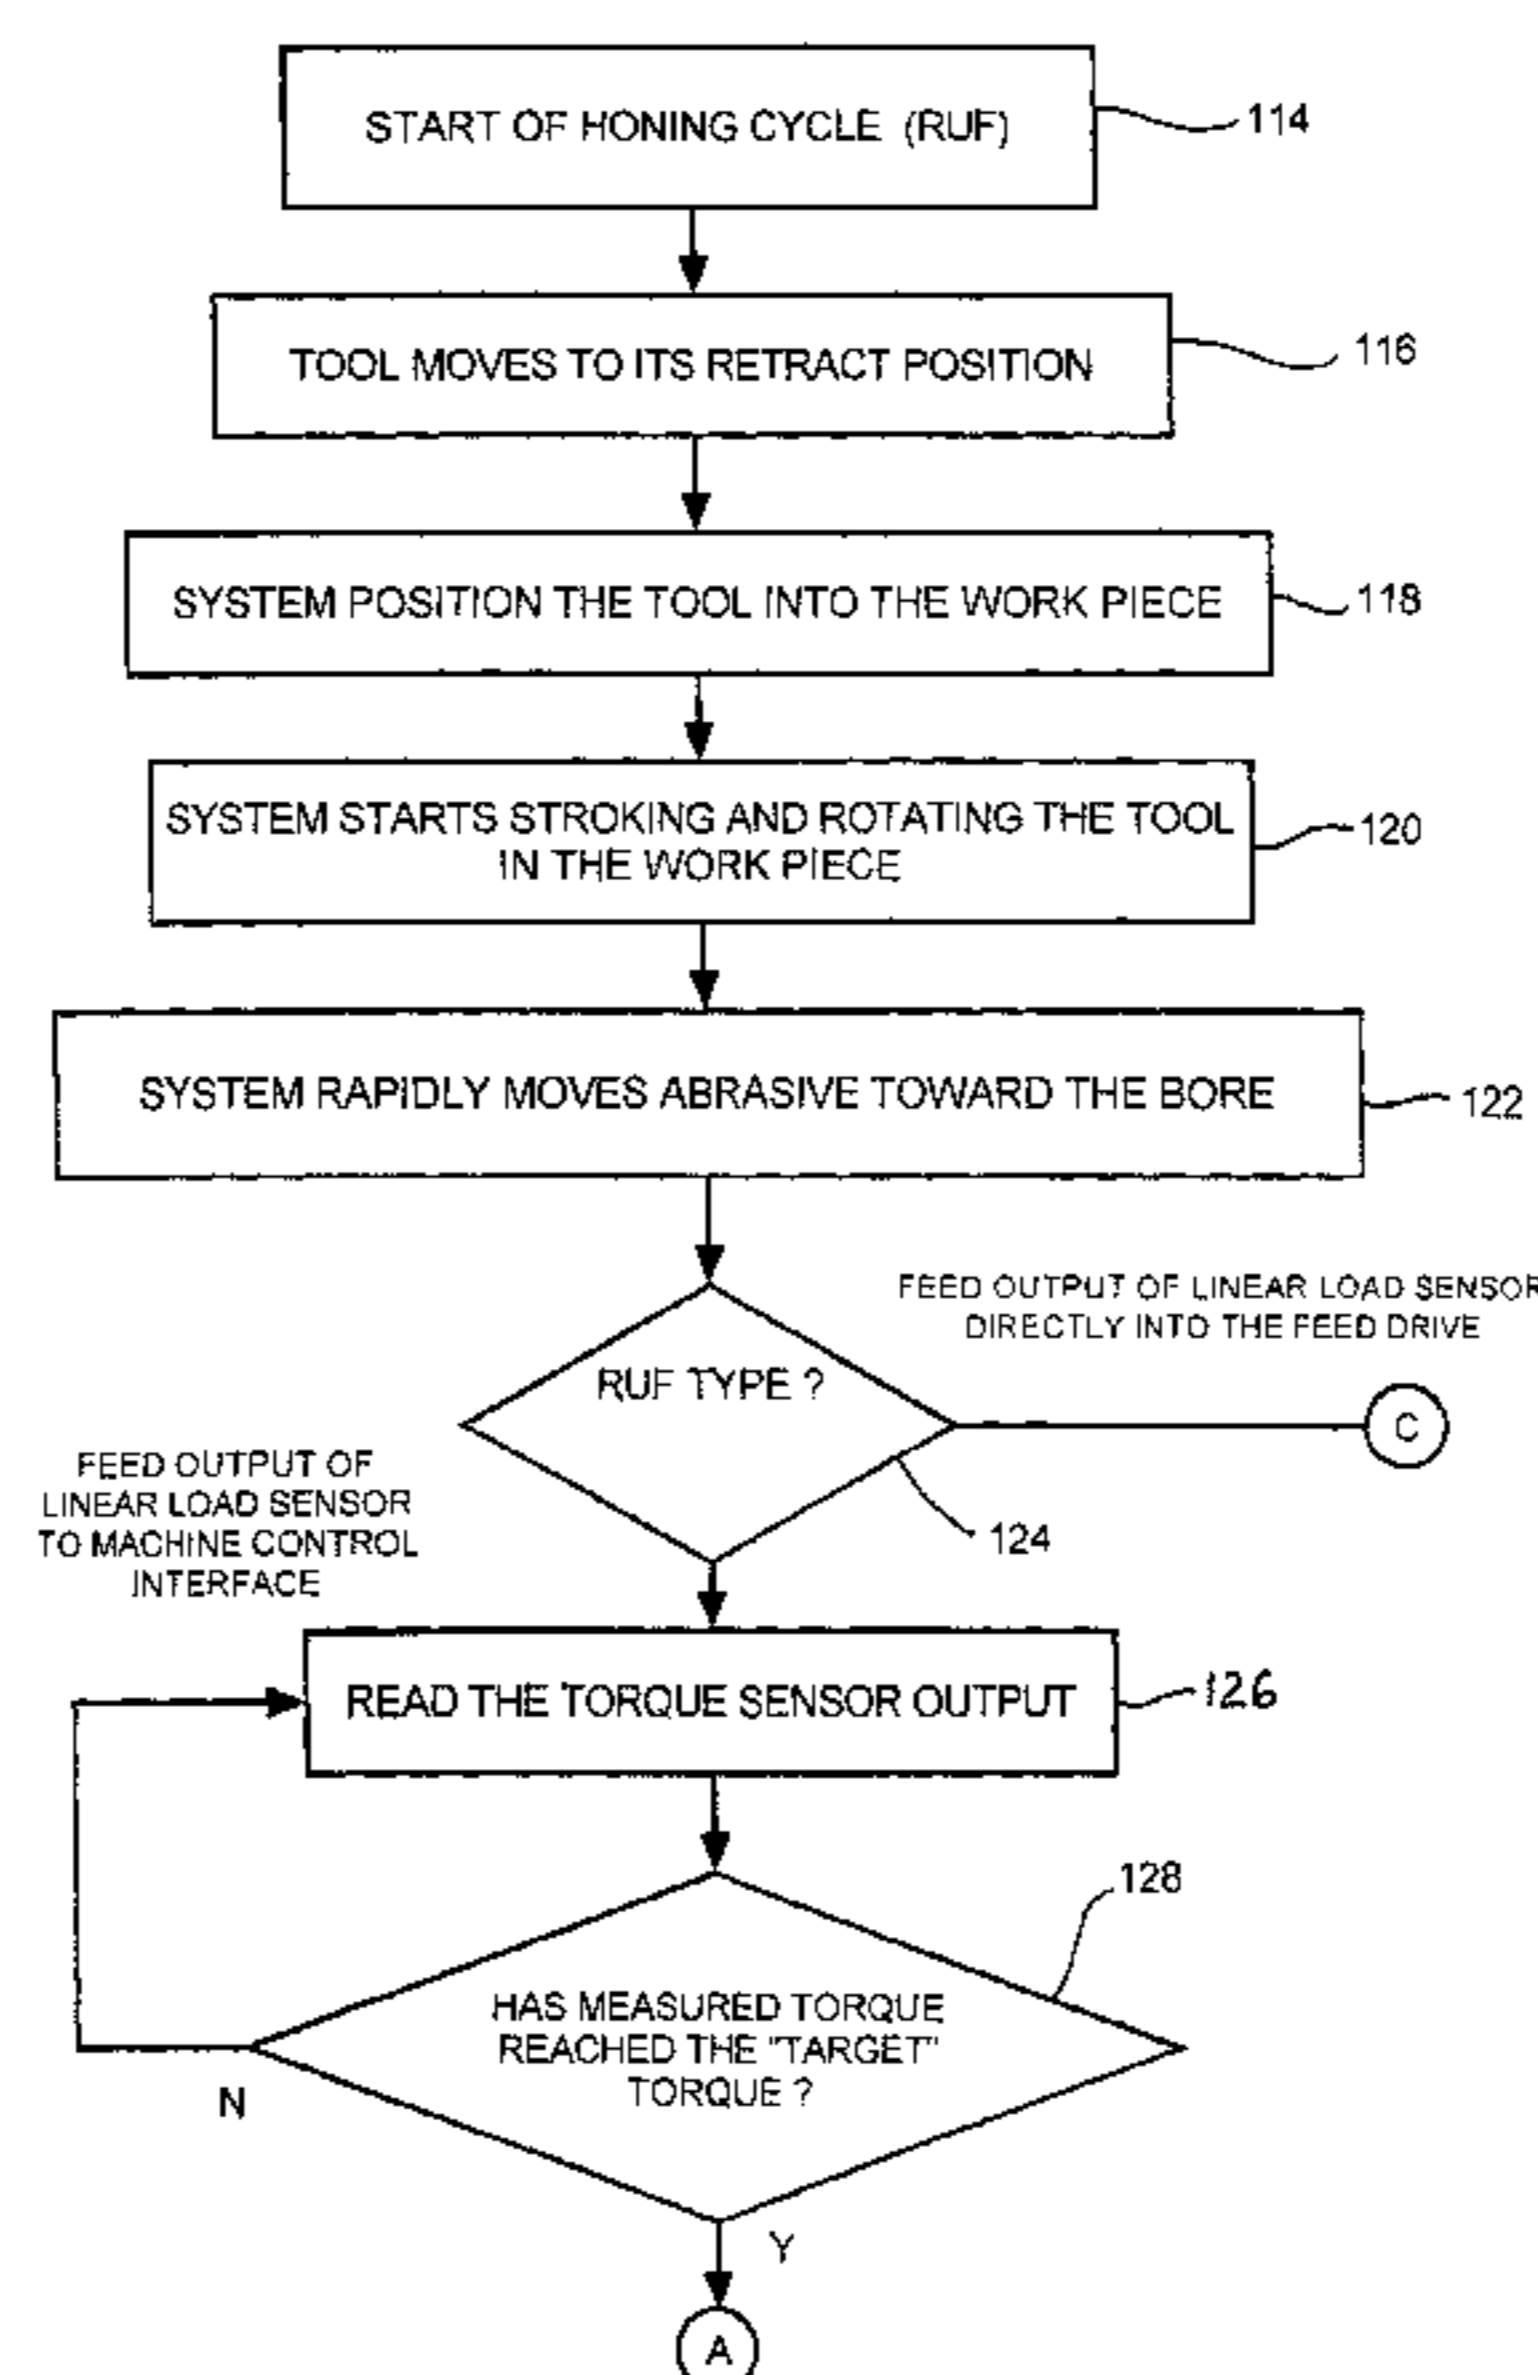 START OF HONING CYCLE (RUF)
114
TOOL MOVES TO ITS RETRACT POSITION
116
SYSTEM POSITION THE TOOL INTO THE WORK PIECE
118
SYSTEM STARTS STROKING AND ROTATING THE TOOL
IN THE WORK PIECE
120
SYSTEM RAPIDLY MOVES ABRASIVE TOWARD THE BORE
122
FEED OUTPUT OF LINEAR LOAD SENSOR
DIRECTLY INTO THE FEED DRIVE
RUF TYPE ?
C
124
FEED OUTPUT OF
LINEAR LOAD SENSOR
TO MACHINE CONTROL
INTERFACE
READ THE TORQUE SENSOR OUTPUT
126
128
HAS MEASURED TORQUE
REACHED THE "TARGET"
TORQUE ?
N
Y
A